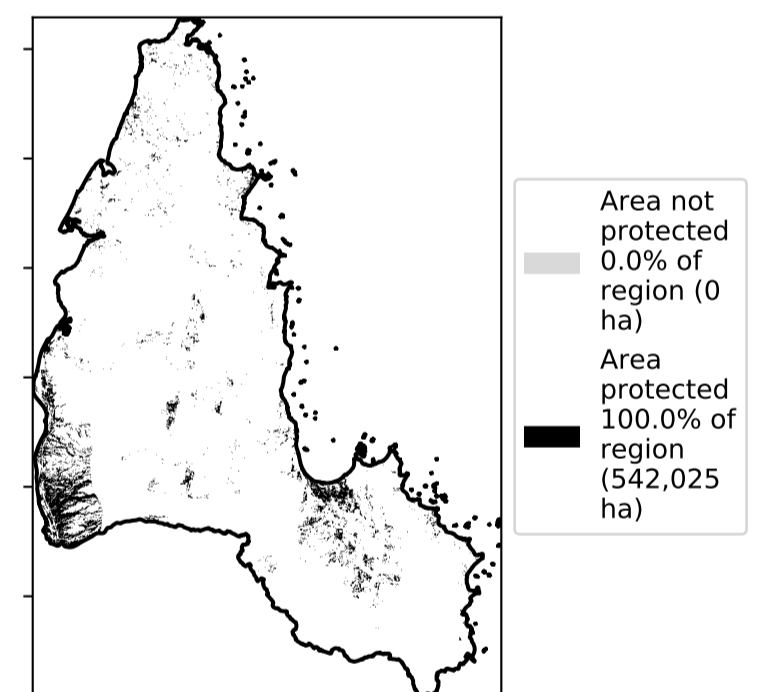 Area not
protected
0.0% of
region (0
ha)
Area
protected
100.0% of
region
(542,025
ha)